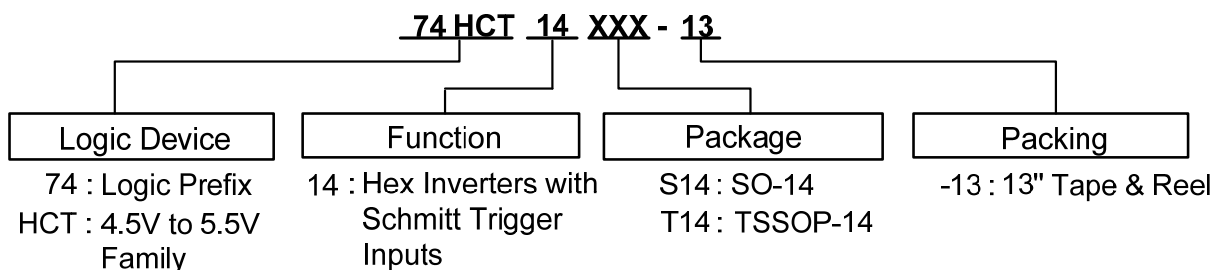 74 HCT 14 XXX - 13
Logic Device
74 : Logic Prefix
HCT : 4.5V to 5.5V
Family
Function
14 : Hex Inverters with
Schmitt Trigger
Inputs
Package
S14 : SO-14
T14 : TSSOP-14
Packing
-13 : 13" Tape & Reel